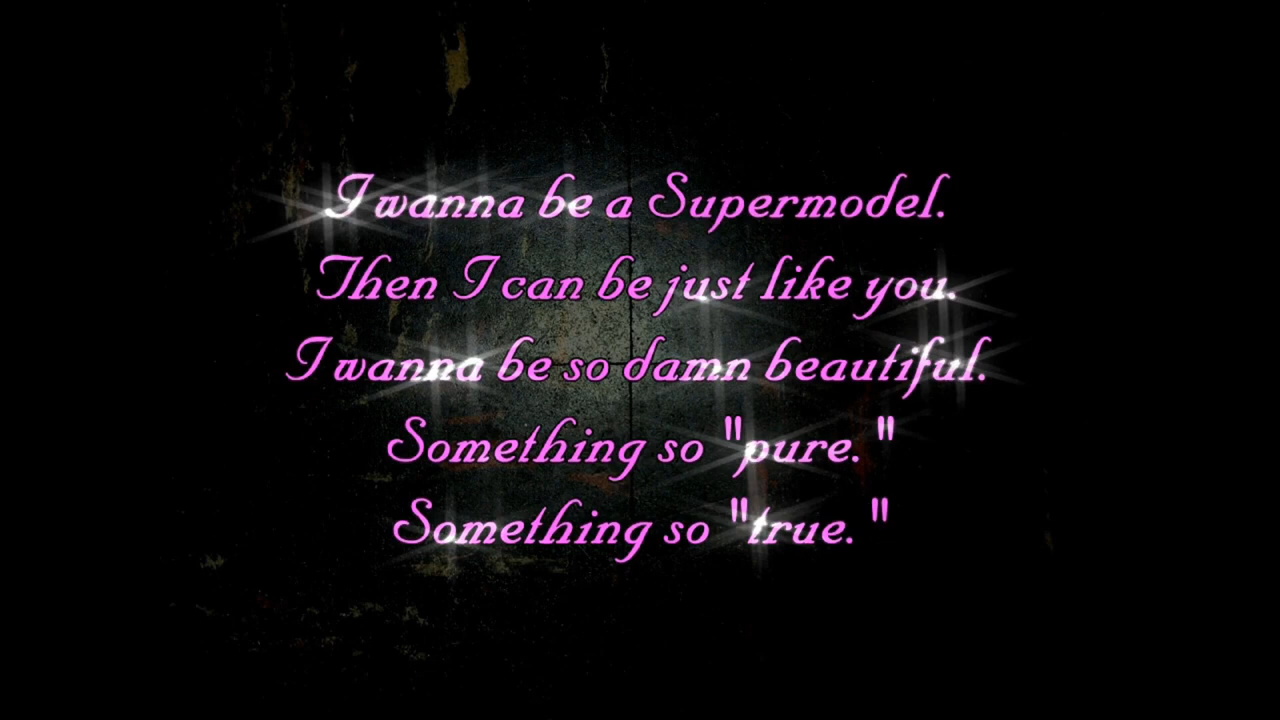 I wanna be a Supermodel.
Then I can be just like you.
I wanna be so damn beautiful.
Something so "pure. "
Something so "true. "